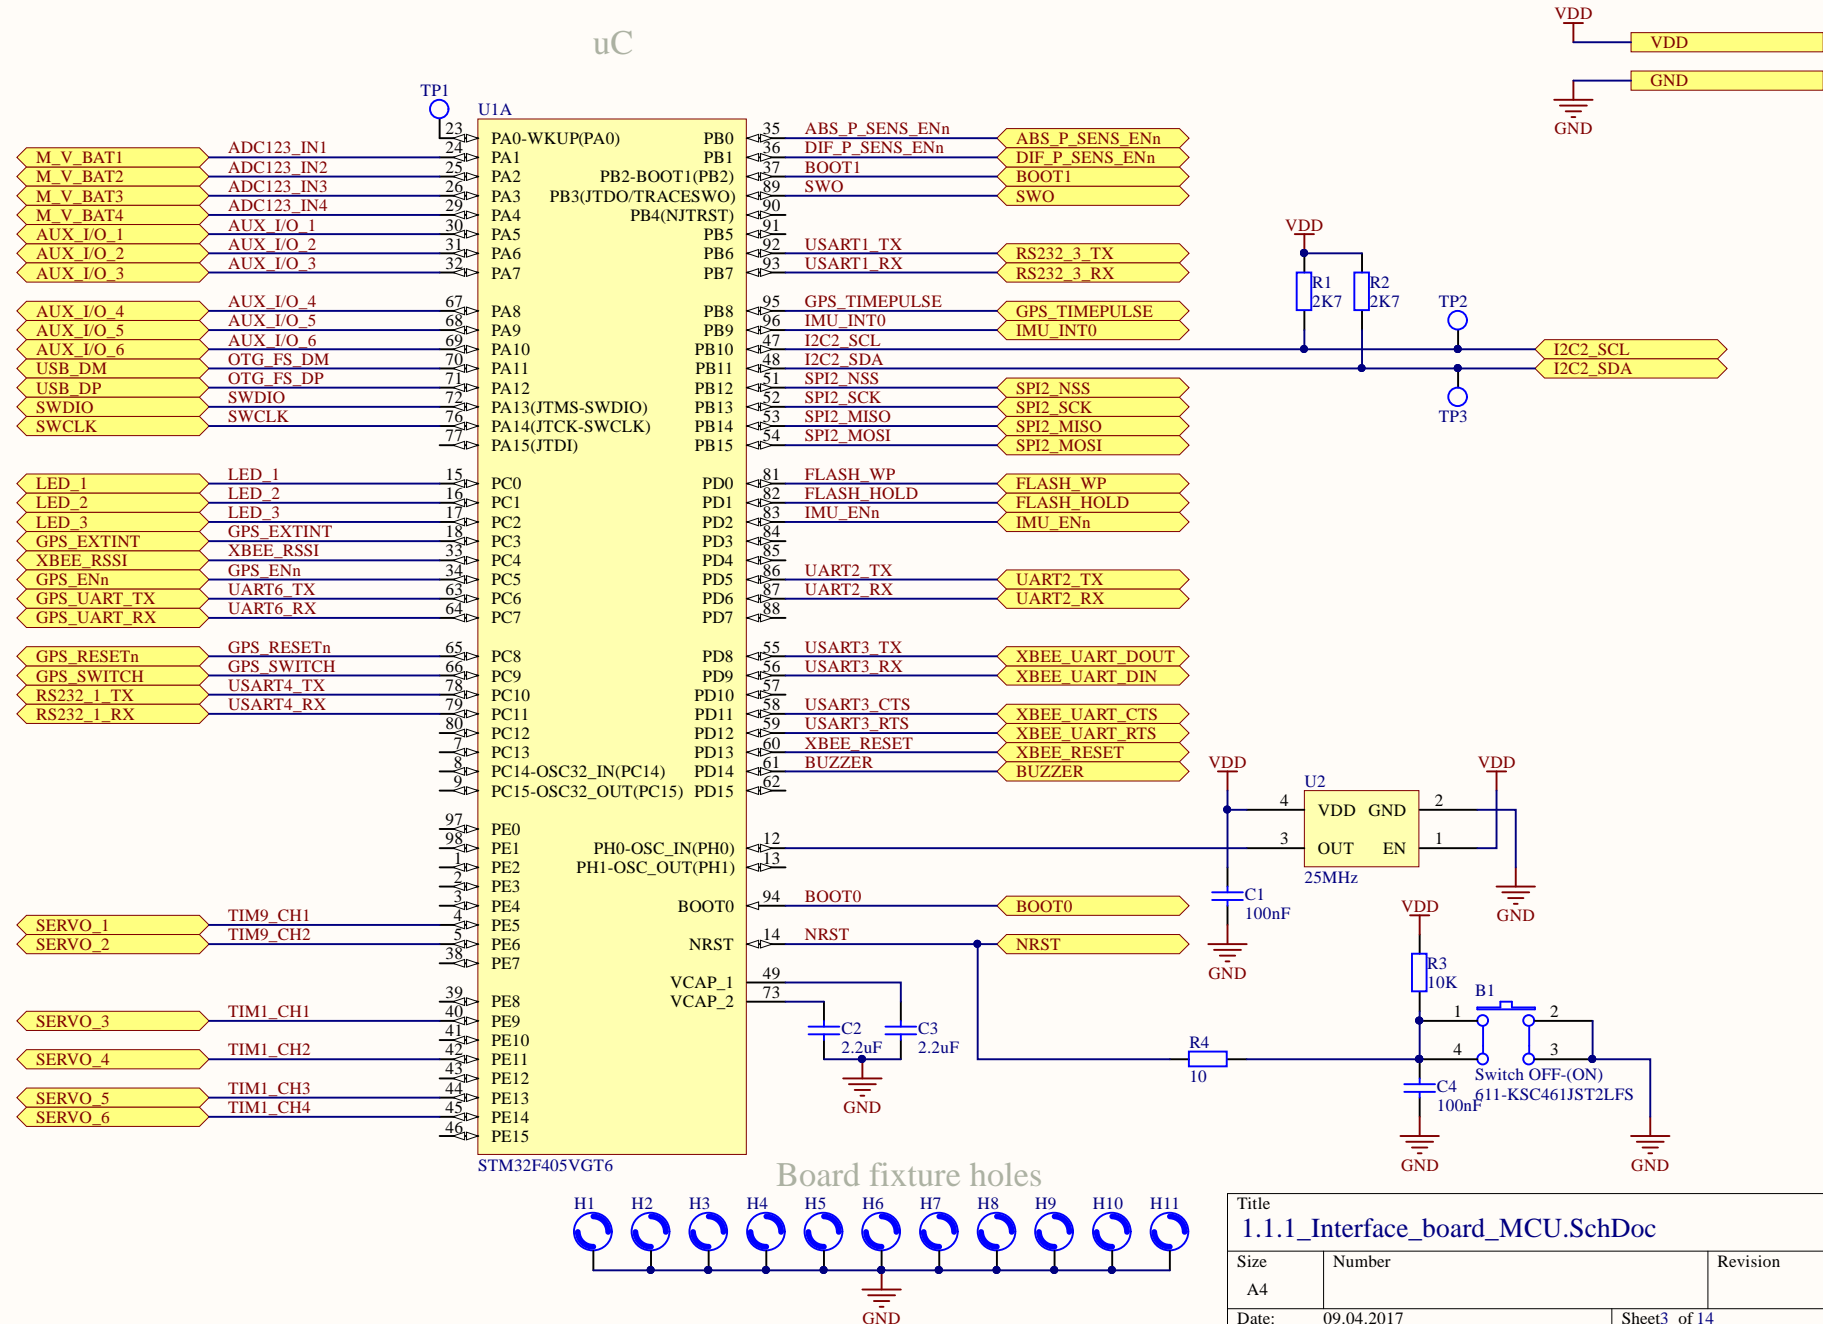 uC
VDD
VDD
GND
GND
TP1
U1A
M_V_BAT1 ADC123_IN1 24 PA1
M_V_BAT2 ADC123_IN2 25 PA2
M_V_BAT3 ADC123_IN3 26 PA3
M_V_BAT4 ADC123_IN4 29 PA4
AUX_I/O_1 AUX_I/O_1 30 PA5
AUX_I/O_2 AUX_I/O_2 31 PA6
AUX_I/O_3 AUX_I/O_3 32 PA7
23 PA0-WKUP(PA0)
AUX_I/O_4 AUX_I/O_4 67 PA8
AUX_I/O_5 AUX_I/O_5 68 PA9
AUX_I/O_6 AUX_I/O_6 69 PA10
USB_DM OTG_FS_DM 70 PA11
USB_DP OTG_FS_DP 71 PA12
SWDIO SWDIO 72 PA13(JTMS-SWDIO)
SWCLK SWCLK 76 PA14(JTCK-SWCLK)
77 PA15(JTDI)
LED_1 LED_1 15 PC0
LED_2 LED_2 16 PC1
LED_3 LED_3 17 PC2
GPS_EXTINT GPS_EXTINT 18 PC3
XBEE_RSSI XBEE_RSSI 33 PC4
GPS_ENn GPS_ENn 34 PC5
GPS_UART_TX UART6_TX 63 PC6
GPS_UART_RX UART6_RX 64 PC7
GPS_RESETn GPS_RESETn 65 PC8
GPS_SWITCH GPS_SWITCH 66 PC9
RS232_1_TX USART4_TX 78 PC10
RS232_1_RX USART4_RX 79 PC11
80 PC12
7 PC13
8 PC14-OSC32_IN(PC14)
9 PC15-OSC32_OUT(PC15)
97 PE0
98 PE1
1 PE2
2 PE3
3 PE4
SERVO_1 TIM9_CH1 4 PE5
SERVO_2 TIM9_CH2 5 PE6
38 PE7
39 PE8
SERVO_3 TIM1_CH1 40 PE9
41 PE10
SERVO_4 TIM1_CH2 42 PE11
43 PE12
SERVO_5 TIM1_CH3 44 PE13
SERVO_6 TIM1_CH4 45 PE14
46 PE15
STM32F405VGT6
PB0 35 ABS_P_SENS_ENn ABS_P_SENS_ENn
PB1 36 DIF_P_SENS_ENn DIF_P_SENS_ENn
PB2-BOOT1(PB2) 37 BOOT1 BOOT1
PB3(JTDO/TRACESWO) 89 SWO SWO
PB4(NJTRST) 90
PB5 91
PB6 92 USART1_TX RS232_3_TX
PB7 93 USART1_RX RS232_3_RX
PB8 95 GPS_TIMEPULSE GPS_TIMEPULSE
PB9 96 IMU_INT0 IMU_INT0
PB10 47 I2C2_SCL I2C2_SCL
PB11 48 I2C2_SDA I2C2_SDA
PB12 51 SPI2_NSS SPI2_NSS
PB13 52 SPI2_SCK SPI2_SCK
PB14 53 SPI2_MISO SPI2_MISO
PB15 54 SPI2_MOSI SPI2_MOSI
PD0 81 FLASH_WP FLASH_WP
PD1 82 FLASH_HOLD FLASH_HOLD
PD2 83 IMU_ENn IMU_ENn
PD3 84
PD4 85
PD5 86 UART2_TX UART2_TX
PD6 87 UART2_RX UART2_RX
PD7 88
PD8 55 USART3_TX XBEE_UART_DOUT
PD9 56 USART3_RX XBEE_UART_DIN
PD10 57
PD11 58 USART3_CTS XBEE_UART_CTS
PD12 59 USART3_RTS XBEE_UART_RTS
PD13 60 XBEE_RESET XBEE_RESET
PD14 61 BUZZER BUZZER
PD15 62
PH0-OSC_IN(PH0) 12
PH1-OSC_OUT(PH1) 13
BOOT0 94 BOOT0 BOOT0
NRST 14 NRST NRST
VCAP_1 49
VCAP_2 73
C2
2.2uF
C3
2.2uF
GND
VDD
R1
2K7
R2
2K7
TP2
TP3
VDD
VDD
U2
4 VDD GND 2
3 OUT EN 1
25MHz
C1
100nF
GND
GND
VDD
R3
10K
B1
1 2
4 3
Switch OFF-(ON)
611-KSC461JST2LFS
R4
10
C4
100nF
GND
GND
Board fixture holes
H1 H2 H3 H4 H5 H6 H7 H8 H9 H10 H11
GND
Title
1.1.1_Interface_board_MCU.SchDoc
Size Number Revision
A4
Date: 09.04.2017 Sheet3 of 14